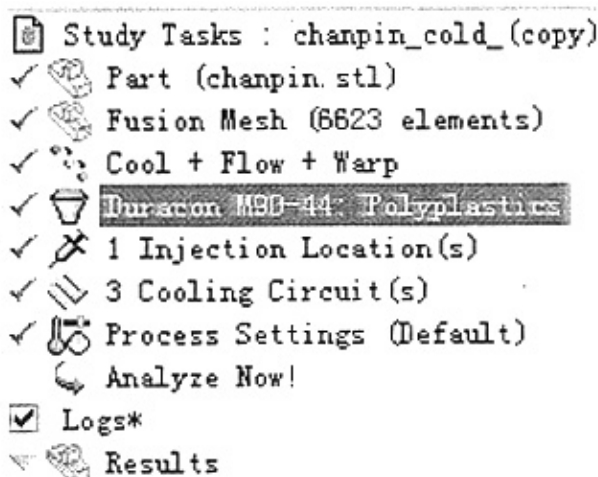 Study Tasks : chanpin_cold_(copy)
Part (chanpin.stl)
Fusion Mesh (6623 elements)
Cool + Flow + Warp
Duracon M90-44: Polyplastics
1 Injection Location(s)
3 Cooling Circuit(s)
Process Settings (Default)
Analyze Now!
Logs*
Results